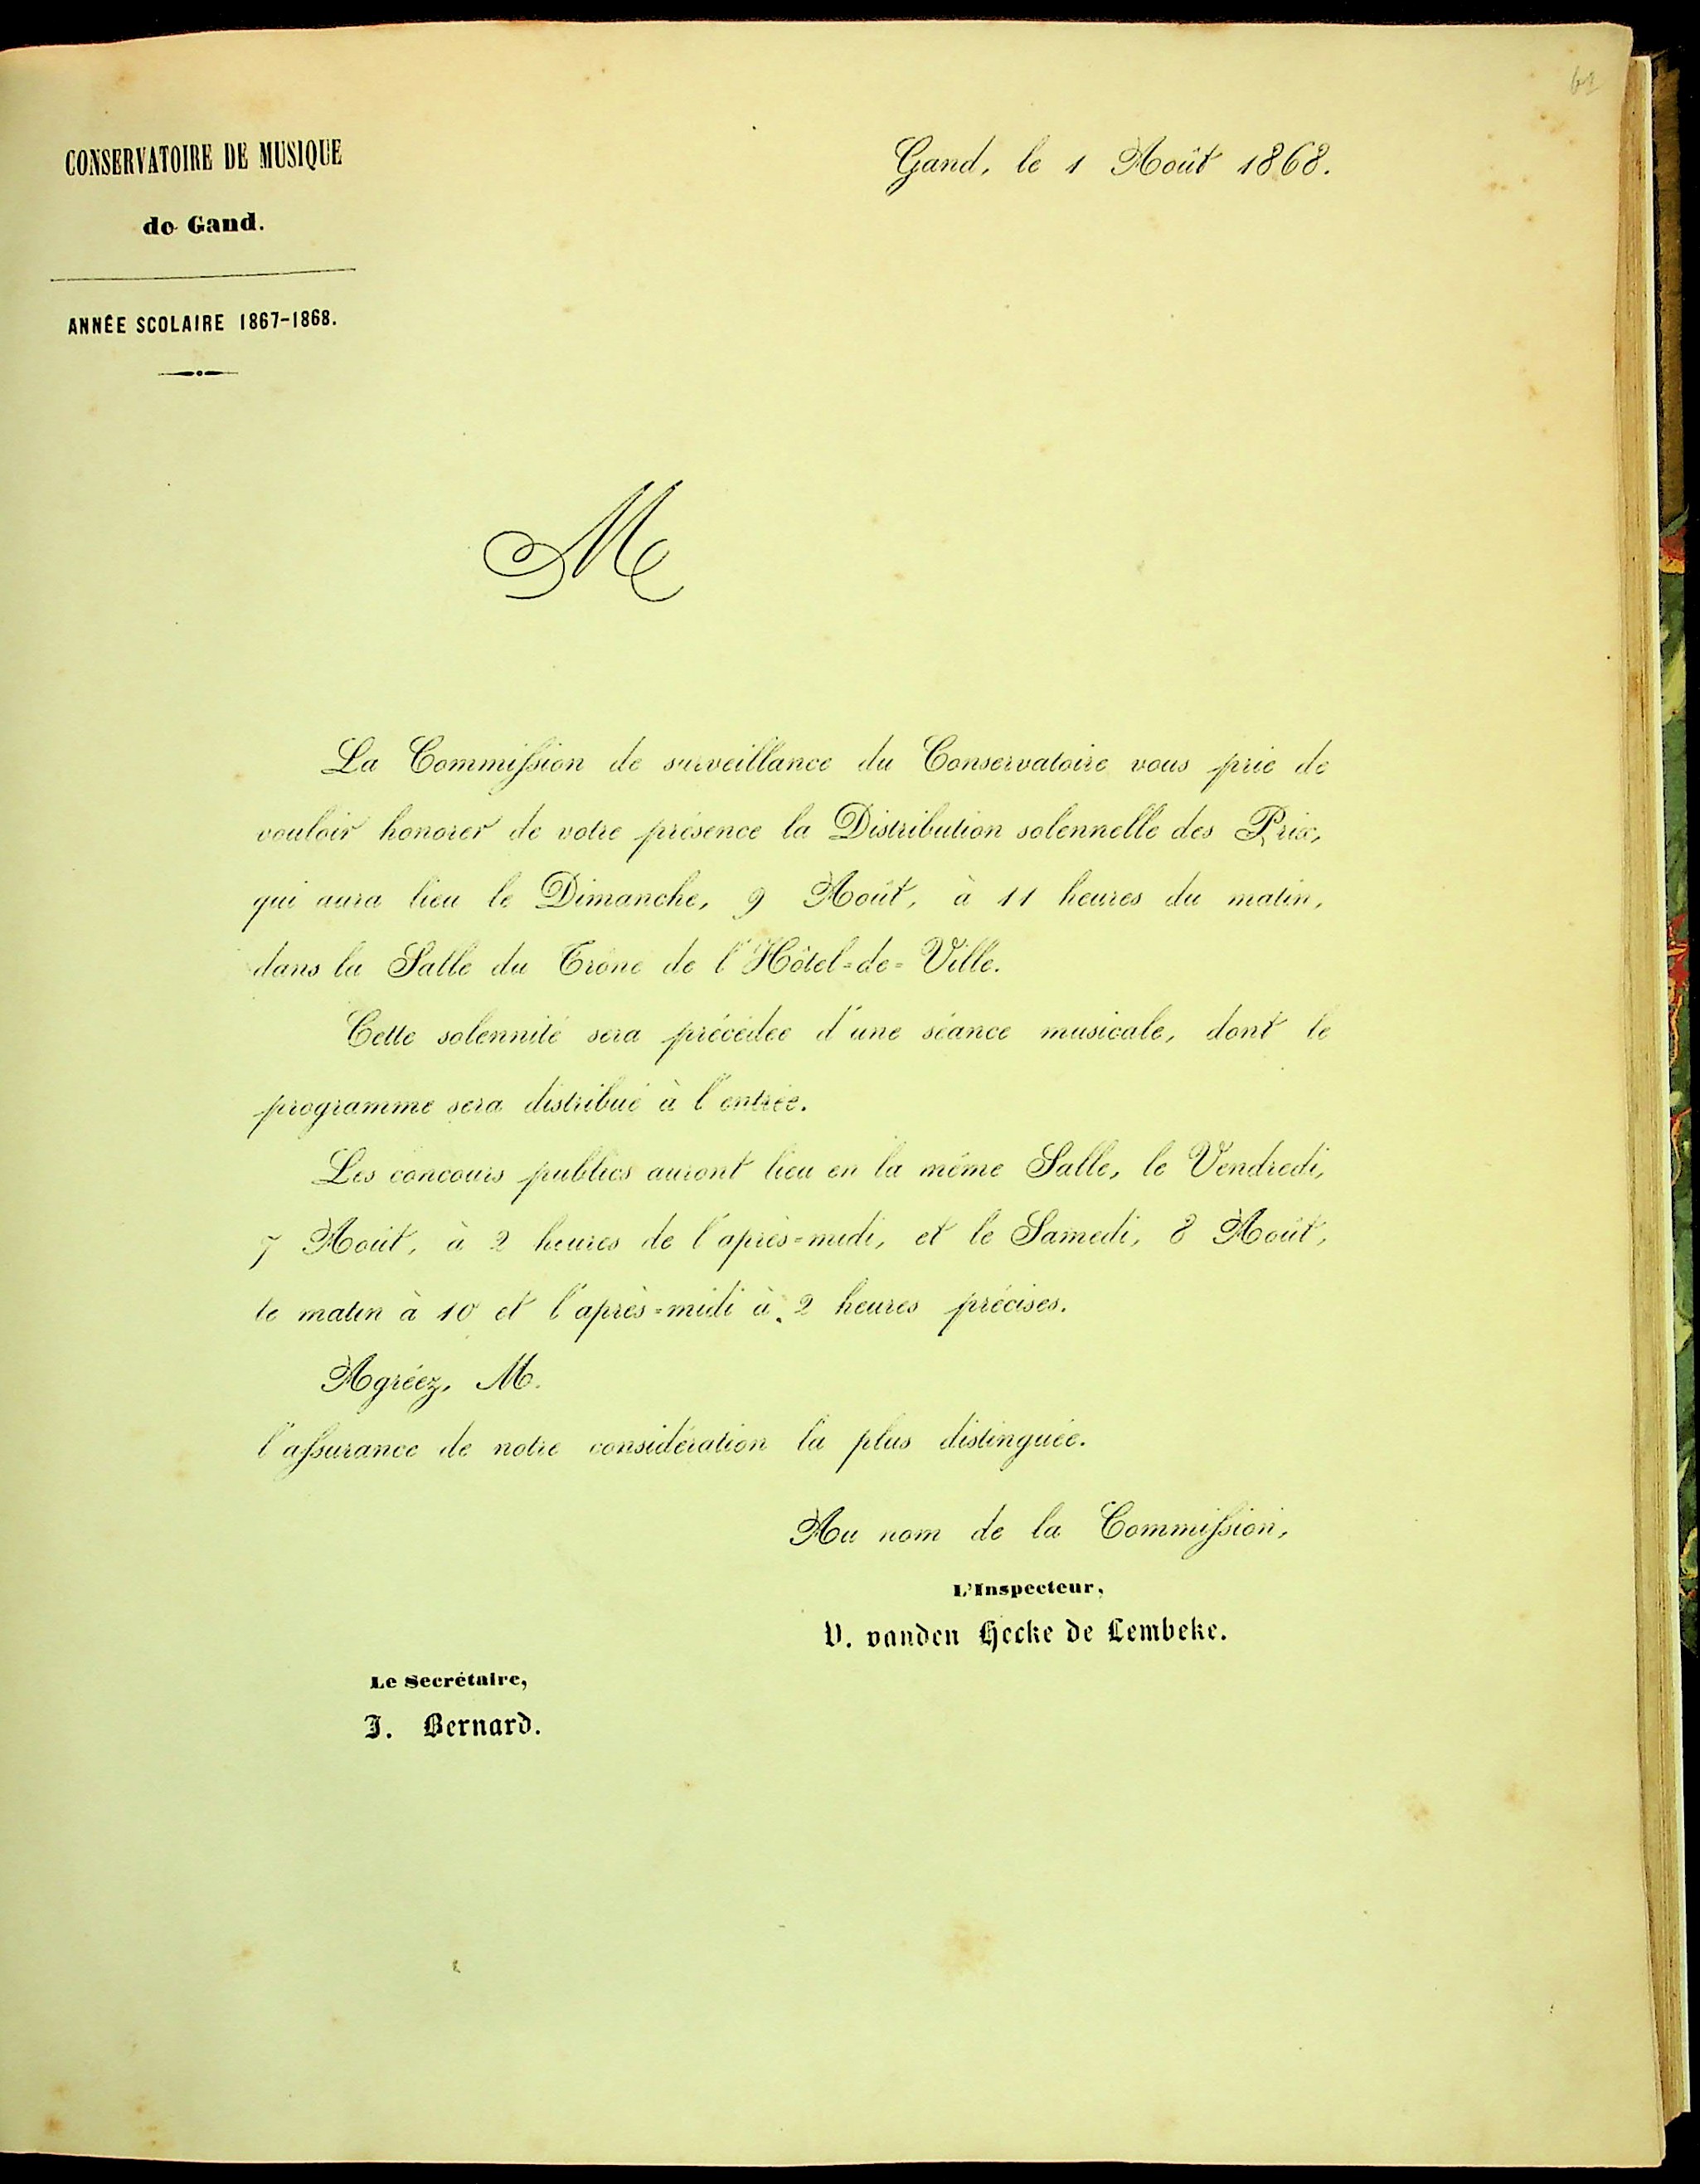 61
CONSERVATOIRE DE MUSIQUE
de Gand.
ANNÉE SCOLAIRE 1867-1868.
Gand, le 1 Août 1868.
M
La Commission de surveillance du Conservatoire vous prie de
vouloir honorer de votre présence la Distribution solennelle des Prix,
qui aura lieu le Dimanche, 9 Août, à 11 heures du matin,
dans la Salle du Trône de l'Hôtel-de-Ville.
Cette solennité sera précédée d'une séance musicale, dont le
programme sera distribué à l'entrée.
Les concours publics auront lieu en la même Salle, le Vendredi,
7 Août, à 2 heures de l'après-midi, et le Samedi, 8 Août,
le matin à 10 et l'après-midi à 2 heures précises.
Agréez, M.
l'assurance de notre considération la plus distinguée.
Au nom de la Commission,
L'Inspecteur,
V. vanden Hecke de Lembeke.
Le Secrétaire,
J. Bernard.